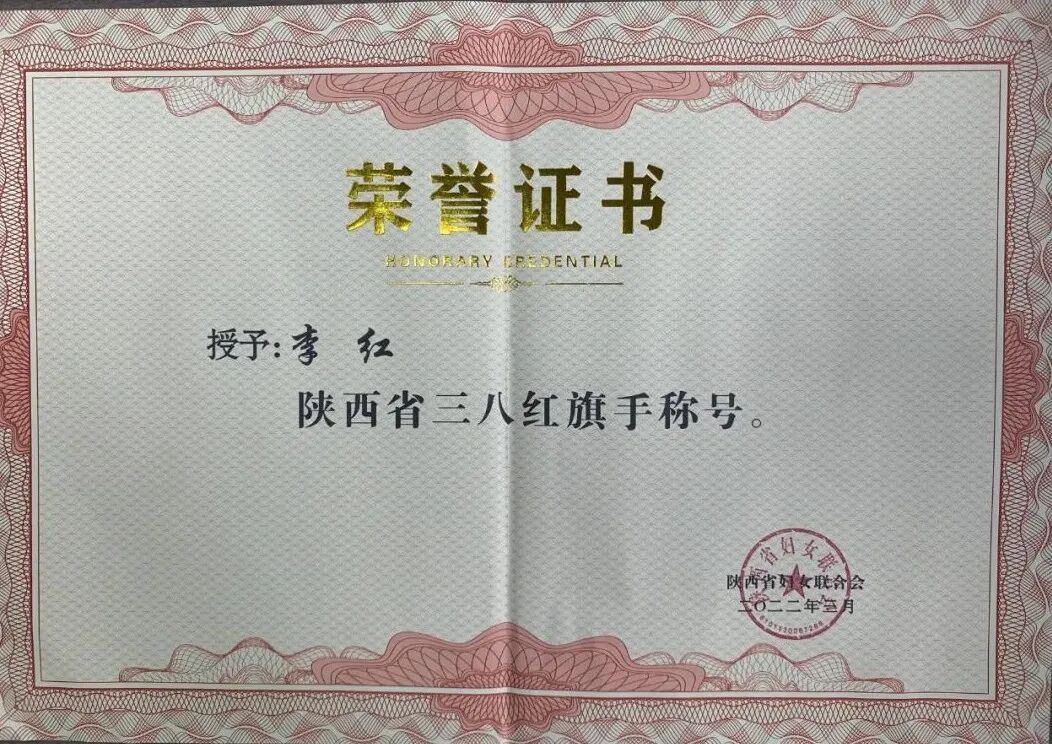 荣誉证书
HONORARY CREDENTIAL
授予：李 红
陕西省三八红旗手称号。
陕西省妇女联合会
二〇二二年三月